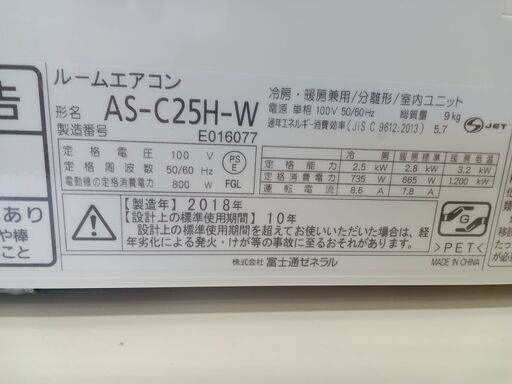 告
あり
や棒
こと
ルームエアコン
形名 AS-C25H-W
製造番号 E016077
冷房・暖房兼用/分離形/室内ユニット
電源 単相 100V 50/60Hz 総質量 9kg
通年エネルギー消費効率(JIS C 9612:2013) 5.7
JET
定格電圧 100 V
定格周波数 50/60 Hz
電動機の定格消費電力 800 W
PS
E
FGL
冷房 暖房標準 暖房低温
定格能力 2.5 kW 2.8 kW 3.2 kW
定格消費電力 735 W 665 W 1,200 kW
運転電流 8.6 A 7.8 A
【製造年】2018年
【設計上の標準使用期間】10年
設計上の標準使用期間を超えてお使いいただいた場合は、経
年劣化による発火・けが等の事故に至るおそれがあります。
G
>PET<
株式会社 富士通ゼネラル
MADE IN CHINA